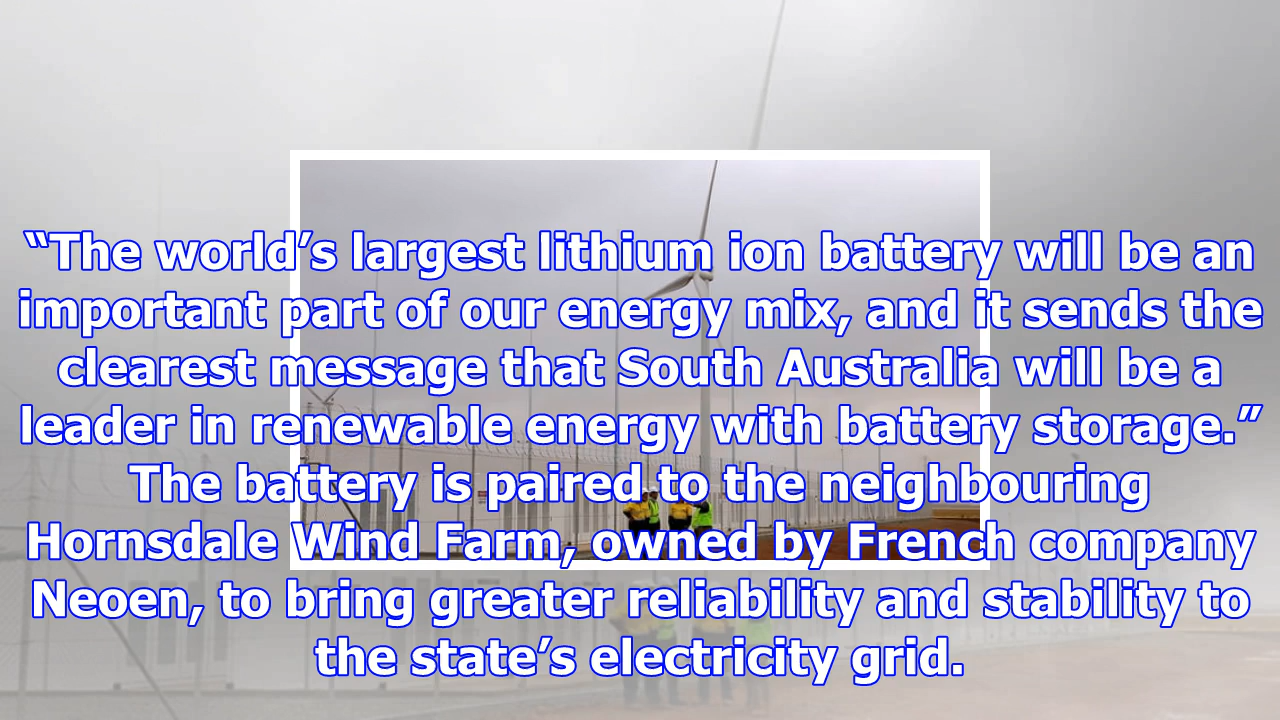 “The world’s largest lithium ion battery will be an
important part of our energy mix, and it sends the
clearest message that South Australia will be a
leader in renewable energy with battery storage.”
The battery is paired to the neighbouring
Hornsdale Wind Farm, owned by French company
Neoen, to bring greater reliability and stability to
the state’s electricity grid.